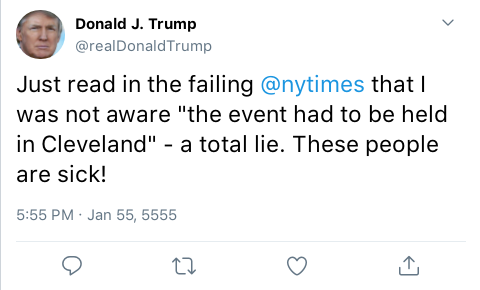 Donald J. Trump
@realDonaldTrump
Just read in the failing @nytimes that I
was not aware "the event had to be held
in Cleveland" - a total lie. These people
are sick!
5:55 PM · Jan 55, 5555